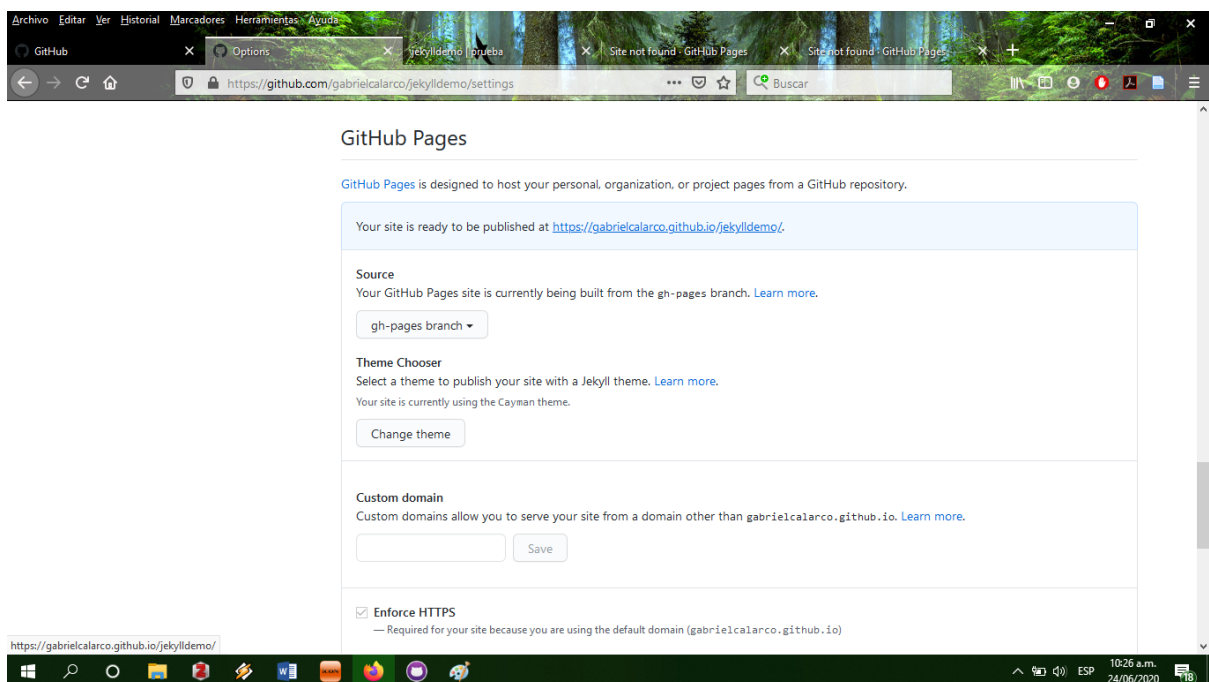 Archivo Editar Ver Historial Marcadores Herramientas Ayuda
GitHub
Options
jekylldemo | prueba
Site not found · GitHub Pages
Site not found · GitHub Pages
https://github.com/gabrielcalarco/jekylldemo/settings
Buscar
GitHub Pages
GitHub Pages is designed to host your personal, organization, or project pages from a GitHub repository.
Your site is ready to be published at https://gabrielcalarco.github.io/jekylldemo/.
Source
Your GitHub Pages site is currently being built from the gh-pages branch. Learn more.
gh-pages branch
Theme Chooser
Select a theme to publish your site with a Jekyll theme. Learn more.
Your site is currently using the Cayman theme.
Change theme
Custom domain
Custom domains allow you to serve your site from a domain other than gabrielcalarco.github.io. Learn more.
Save
Enforce HTTPS
— Required for your site because you are using the default domain (gabrielcalarco.github.io)
https://gabrielcalarco.github.io/jekylldemo/
ESP
10:26 a.m.
24/06/2020
18